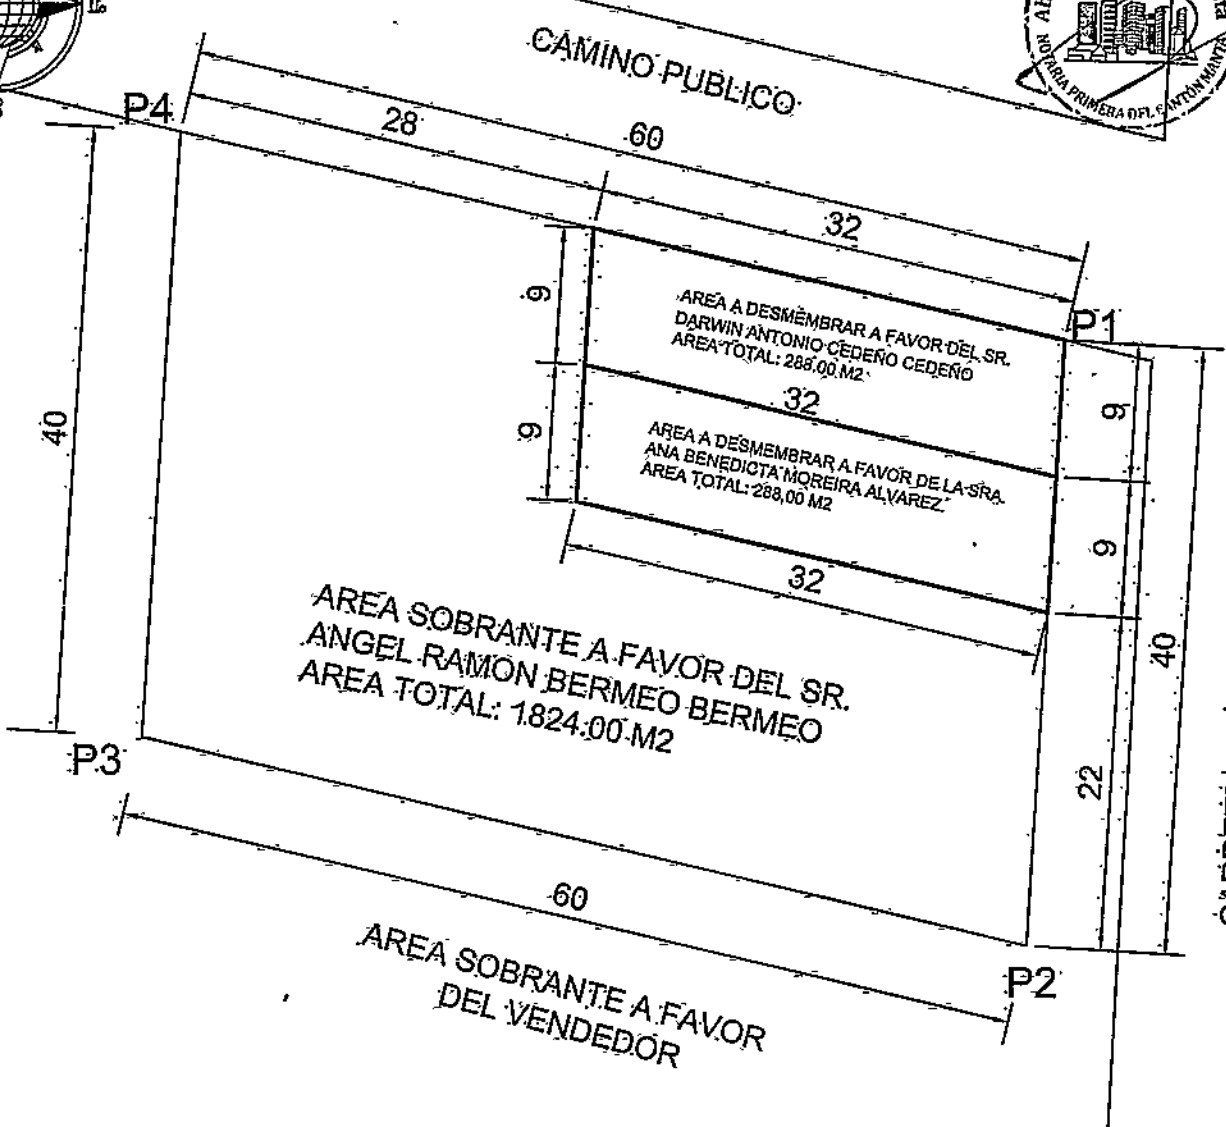 CAMINO PUBLICO
NOTARIA PRIMERA DEL CANTÓN MANTA
P4
28
60
32
P1
9
AREA A DESMEMBRAR A FAVOR DEL SR.
DARWIN ANTONIO CEDEÑO CEDEÑO
AREA TOTAL: 288.00 M2
9
32
40
9
AREA A DESMEMBRAR A FAVOR DE LA SRA.
ANA BENEDICTA MOREIRA ALVAREZ
AREA TOTAL: 288,00 M2
9
32
AREA SOBRANTE A FAVOR DEL SR.
ANGEL RAMON BERMEO BERMEO
AREA TOTAL: 1824.00 M2
40
22
P3
60
P2
AREA SOBRANTE A FAVOR
DEL VENDEDOR